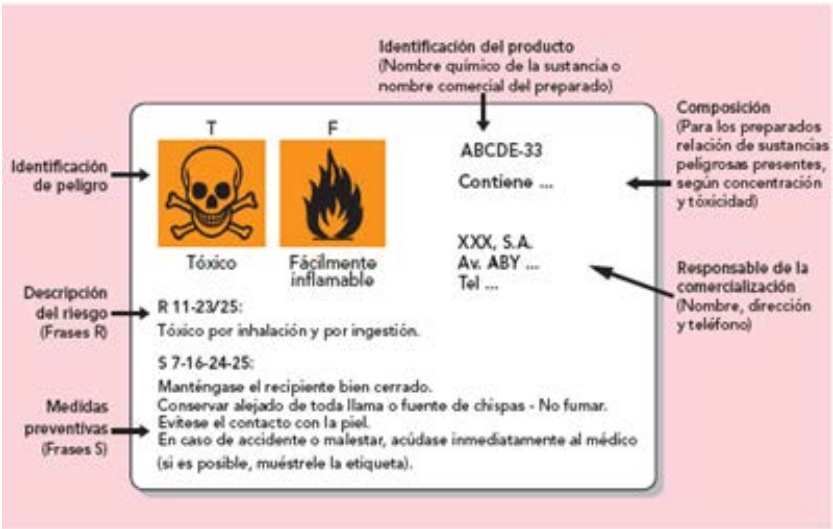 Identificación del producto
(Nombre químico de la sustancia o
nombre comercial del preparado)
Composición
(Para los preparados
relación de sustancias
peligrosas presentes,
según concentración
y tóxicidad)
Identificación
de peligro
T
F
ABCDE-33
Contiene ...
Tóxico
Fácilmente
inflamable
XXX, S.A.
Av. ABY ...
Tel ...
Responsable de la
comercialización
(Nombre, dirección
y teléfono)
Descripción
del riesgo
(Frases R)
R 11-23/25:
Tóxico por inhalación y por ingestión.
S 7-16-24-25:
Manténgase el recipiente bien cerrado.
Conservar alejado de toda llama o fuente de chispas - No fumar.
Evítese el contacto con la piel.
En caso de accidente o malestar, acúdase inmediatamente al médico
(si es posible, muéstrele la etiqueta).
Medidas
preventivas
(Frases S)